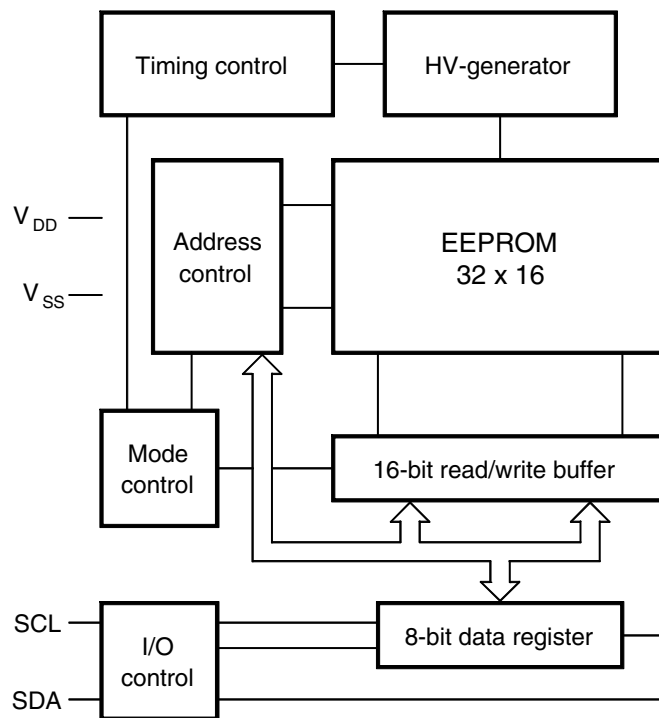 Timing control
HV-generator
V DD
V SS
Address
control
EEPROM
32 x 16
Mode
control
16-bit read/write buffer
SCL
SDA
I/O
control
8-bit data register